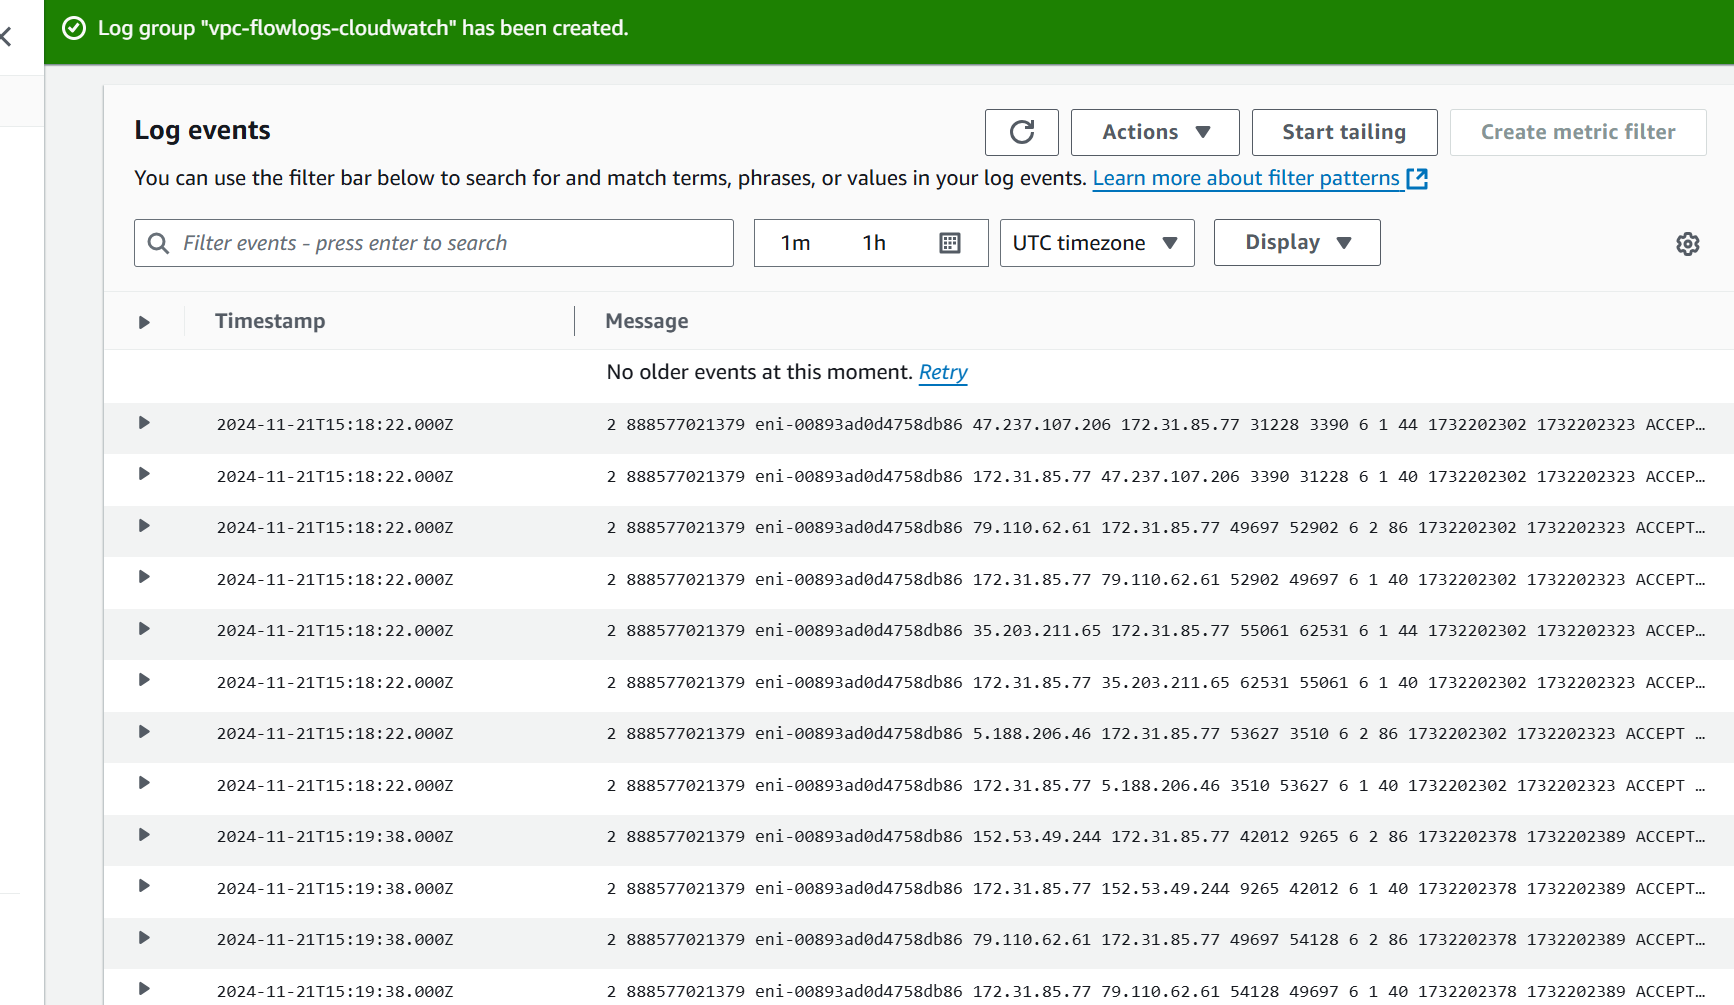 Log group "vpc-flowlogs-cloudwatch" has been created.
Log events
Actions
Start tailing
Create metric filter
You can use the filter bar below to search for and match terms, phrases, or values in your log events. Learn more about filter patterns
Filter events - press enter to search
1m 1h
UTC timezone
Display
Timestamp Message
No older events at this moment. Retry
2024-11-21T15:18:22.000Z 2 888577021379 eni-00893ad0d4758db86 47.237.107.206 172.31.85.77 31228 3390 6 1 44 1732202302 1732202323 ACCEP…
2024-11-21T15:18:22.000Z 2 888577021379 eni-00893ad0d4758db86 172.31.85.77 47.237.107.206 3390 31228 6 1 40 1732202302 1732202323 ACCEP…
2024-11-21T15:18:22.000Z 2 888577021379 eni-00893ad0d4758db86 79.110.62.61 172.31.85.77 49697 52902 6 2 86 1732202302 1732202323 ACCEPT…
2024-11-21T15:18:22.000Z 2 888577021379 eni-00893ad0d4758db86 172.31.85.77 79.110.62.61 52902 49697 6 1 40 1732202302 1732202323 ACCEPT…
2024-11-21T15:18:22.000Z 2 888577021379 eni-00893ad0d4758db86 35.203.211.65 172.31.85.77 55061 62531 6 1 44 1732202302 1732202323 ACCEP…
2024-11-21T15:18:22.000Z 2 888577021379 eni-00893ad0d4758db86 172.31.85.77 35.203.211.65 62531 55061 6 1 40 1732202302 1732202323 ACCEP…
2024-11-21T15:18:22.000Z 2 888577021379 eni-00893ad0d4758db86 5.188.206.46 172.31.85.77 53627 3510 6 2 86 1732202302 1732202323 ACCEPT …
2024-11-21T15:18:22.000Z 2 888577021379 eni-00893ad0d4758db86 172.31.85.77 5.188.206.46 3510 53627 6 1 40 1732202302 1732202323 ACCEPT …
2024-11-21T15:19:38.000Z 2 888577021379 eni-00893ad0d4758db86 152.53.49.244 172.31.85.77 42012 9265 6 2 86 1732202378 1732202389 ACCEPT…
2024-11-21T15:19:38.000Z 2 888577021379 eni-00893ad0d4758db86 172.31.85.77 152.53.49.244 9265 42012 6 1 40 1732202378 1732202389 ACCEPT…
2024-11-21T15:19:38.000Z 2 888577021379 eni-00893ad0d4758db86 79.110.62.61 172.31.85.77 49697 54128 6 2 86 1732202378 1732202389 ACCEPT…
2024-11-21T15:19:38.000Z 2 888577021379 eni-00893ad0d4758db86 172.31.85.77 79.110.62.61 54128 49697 6 1 40 1732202378 1732202389 ACCEPT…